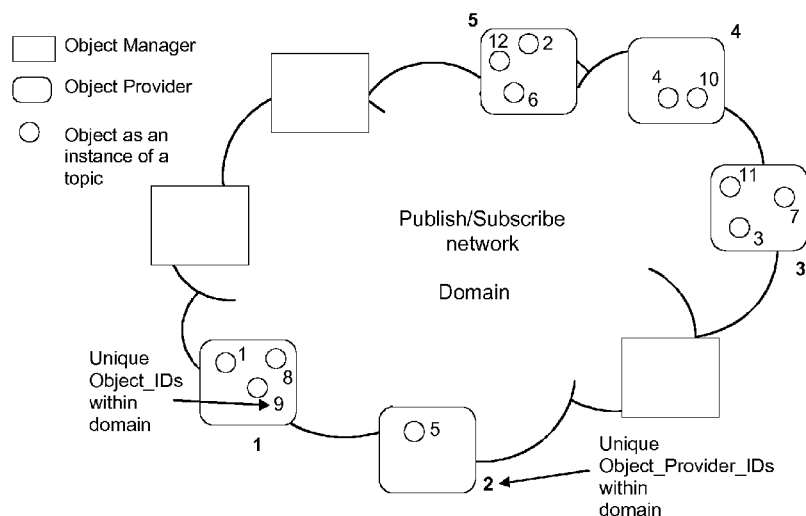 Object Manager
Object Provider
Object as an
instance of a
topic
5
12
2
6
4
4
10
11
7
3
3
Publish/Subscribe
network
Domain
Unique
Object_IDs
within
domain
1
8
9
1
5
2
Unique
Object_Provider_IDs
within
domain